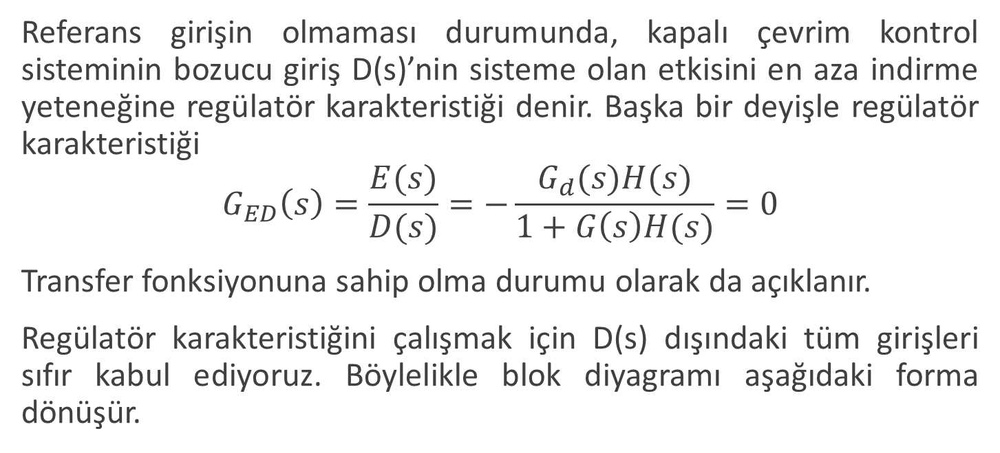 Referans girişin olmaması durumunda, kapalı çevrim kontrol
sisteminin bozucu giriş D(s)’nin sisteme olan etkisini en aza indirme
yeteneğine regülatör karakteristiği denir. Başka bir deyişle regülatör
karakteristiği
G_{ED}(s) = \frac{E(s)}{D(s)} = -\frac{G_d(s)H(s)}{1 + G(s)H(s)} = 0
Transfer fonksiyonuna sahip olma durumu olarak da açıklanır.
Regülatör karakteristiğini çalışmak için D(s) dışındaki tüm girişleri
sıfır kabul ediyoruz. Böylelikle blok diyagramı aşağıdaki forma
dönüşür.